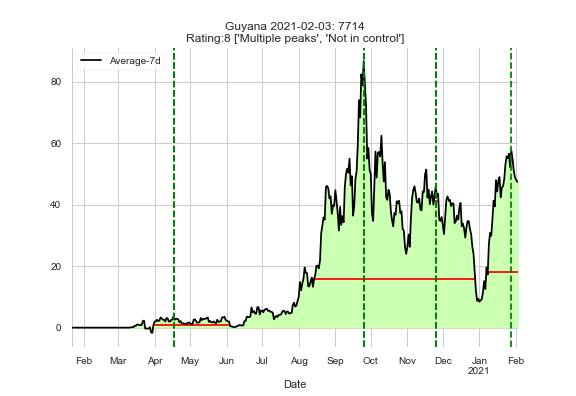 Guyana 2021-02-03: 7714
Rating:8 ['Multiple peaks', 'Not in control']
Average-7d
80
60
40
20
0
Feb Mar Apr May Jun Jul Aug Sep Oct Nov Dec Jan Feb
2021
Date